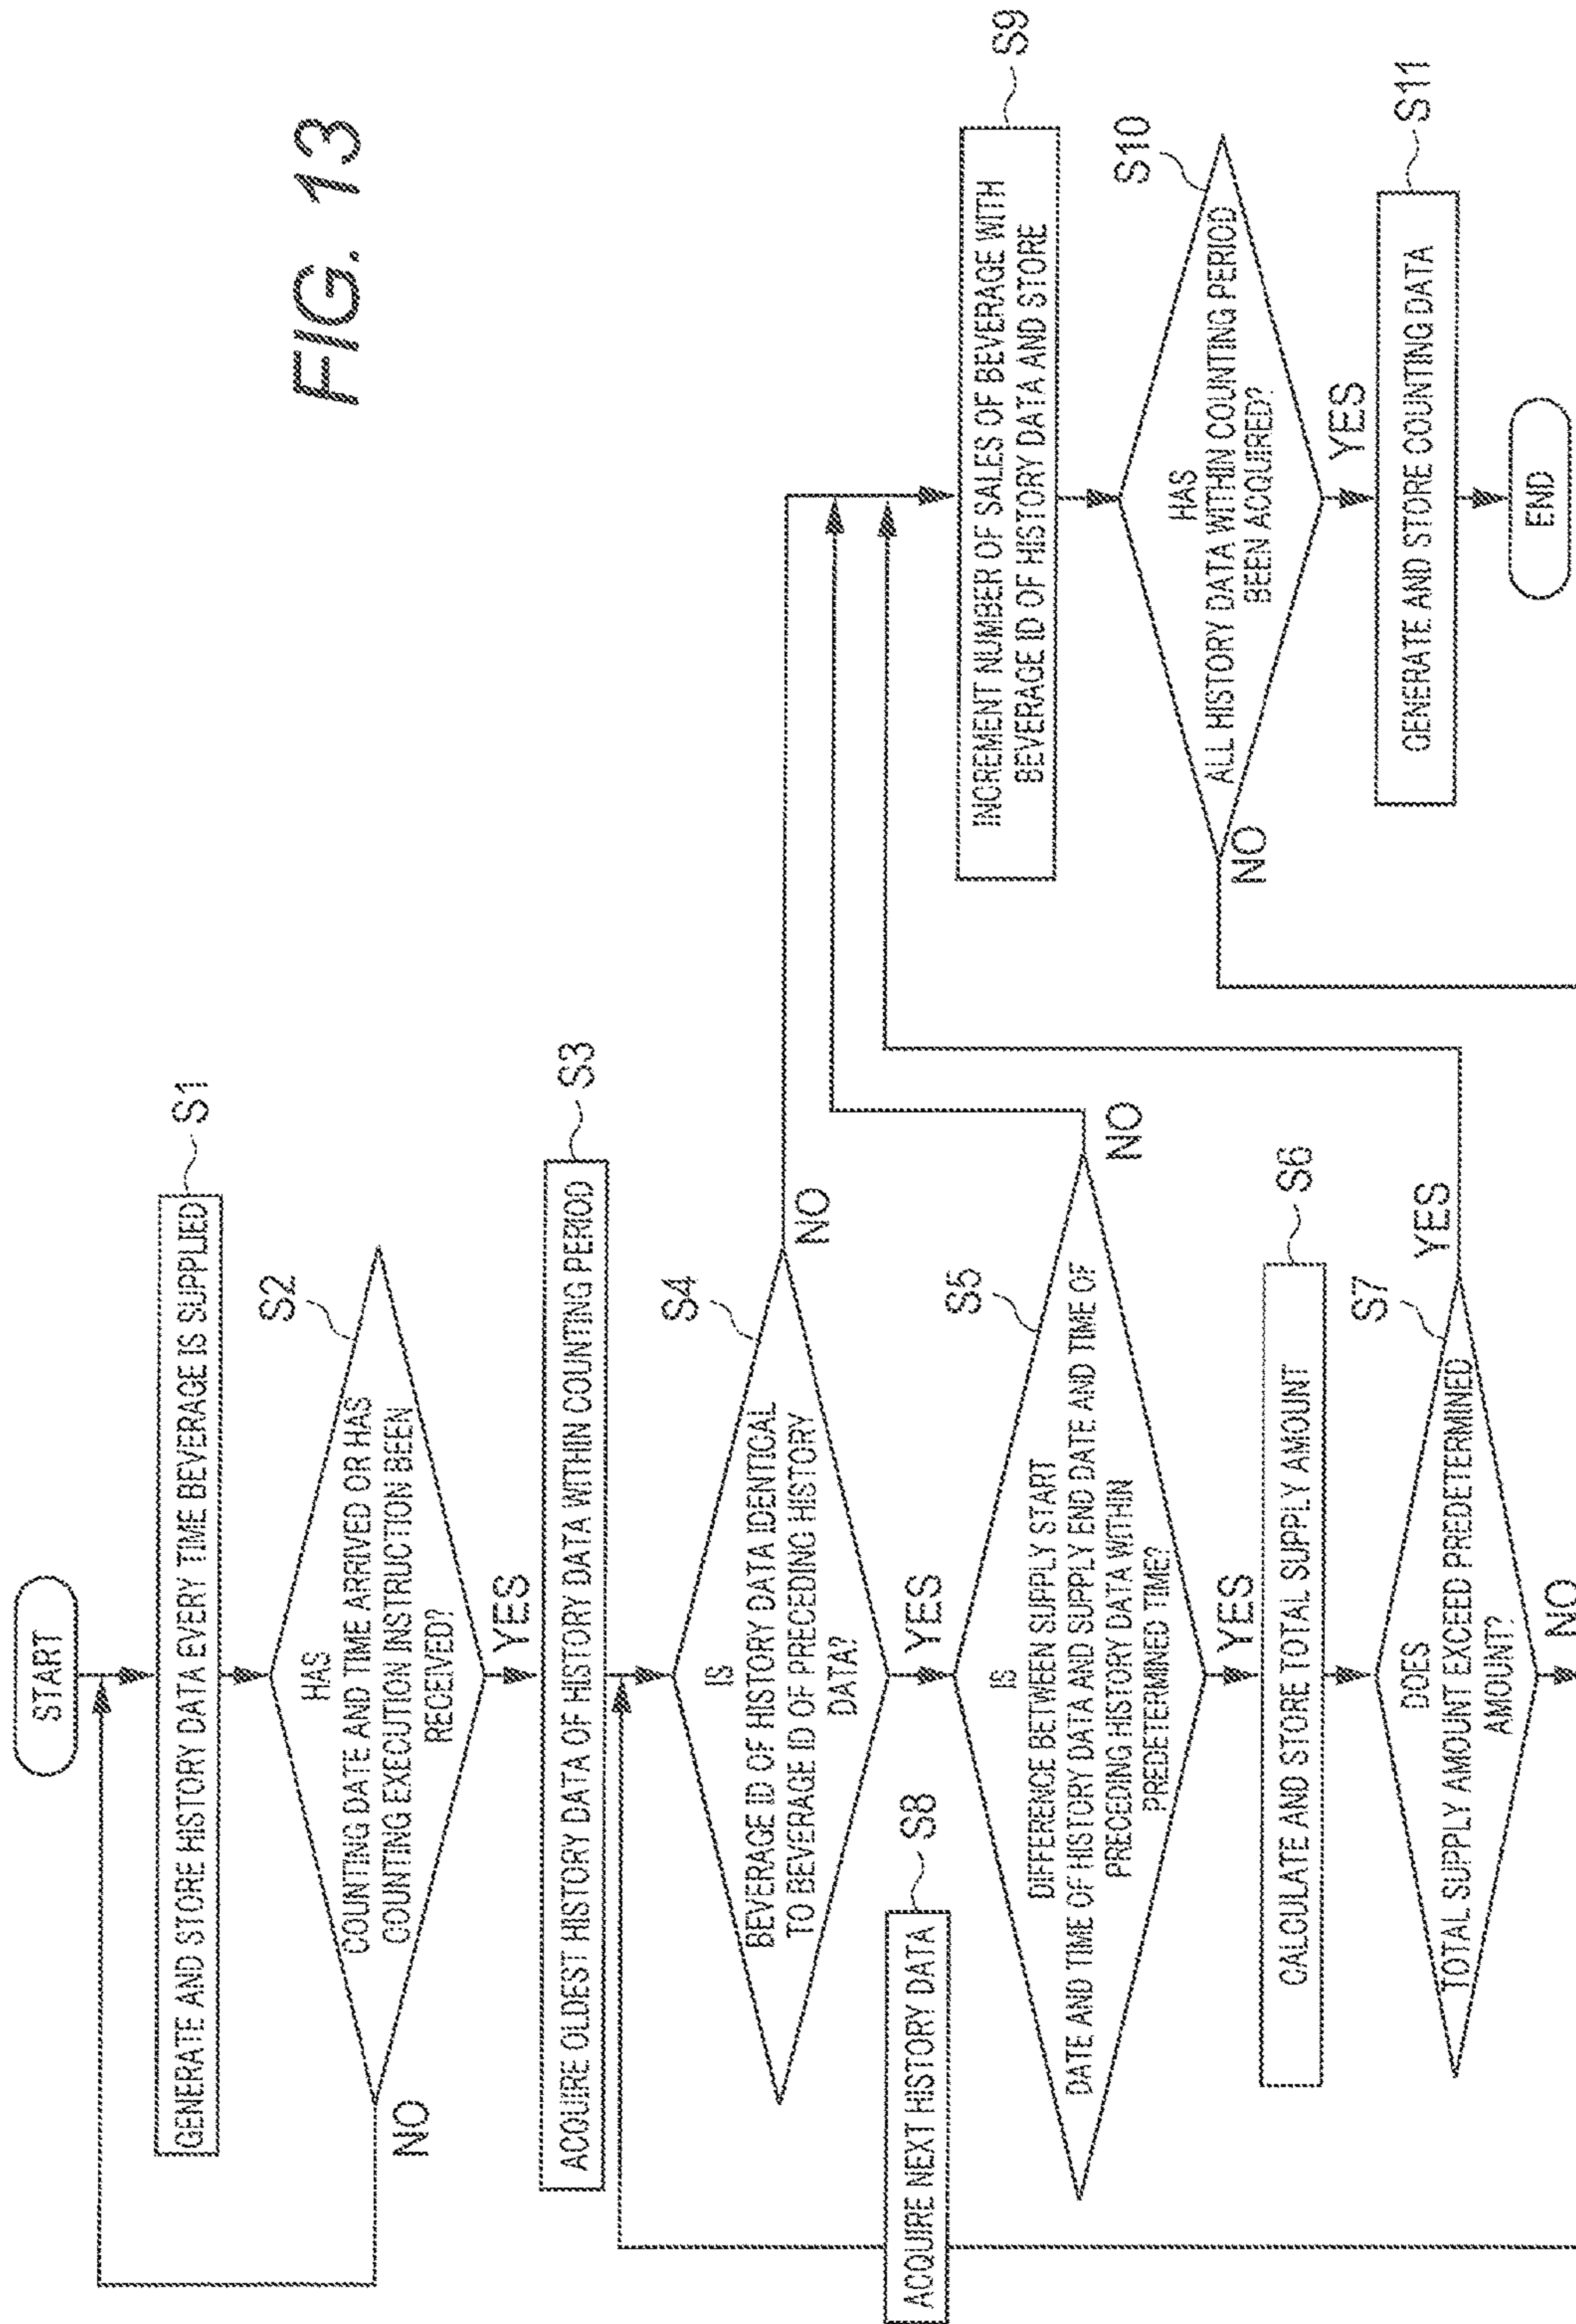 FIG. 13
START
GENERATE AND STORE HISTORY DATA EVERY TIME BEVERAGE IS SUPPLIED
S1
S2
HAS
COUNTING DATE AND TIME ARRIVED OR HAS
COUNTING EXECUTION INSTRUCTION BEEN
RECEIVED?
NO
YES
ACQUIRE OLDEST HISTORY DATA OF HISTORY DATA WITHIN COUNTING PERIOD
S3
S4
IS
BEVERAGE ID OF HISTORY DATA IDENTICAL
TO BEVERAGE ID OF PRECEDING HISTORY
DATA?
NO
YES
ACQUIRE NEXT HISTORY DATA
S8
S5
IS
DIFFERENCE BETWEEN SUPPLY START
DATE AND TIME OF HISTORY DATA AND SUPPLY END DATE AND TIME OF
PRECEDING HISTORY DATA WITHIN
PREDETERMINED TIME?
NO
YES
CALCULATE AND STORE TOTAL SUPPLY AMOUNT
S6
S7
DOES
TOTAL SUPPLY AMOUNT EXCEED PREDETERMINED
AMOUNT?
YES
NO
INCREMENT NUMBER OF SALES OF BEVERAGE WITH
BEVERAGE ID OF HISTORY DATA AND STORE
S9
S10
HAS
ALL HISTORY DATA WITHIN COUNTING PERIOD
BEEN ACQUIRED?
NO
YES
GENERATE AND STORE COUNTING DATA
S11
END